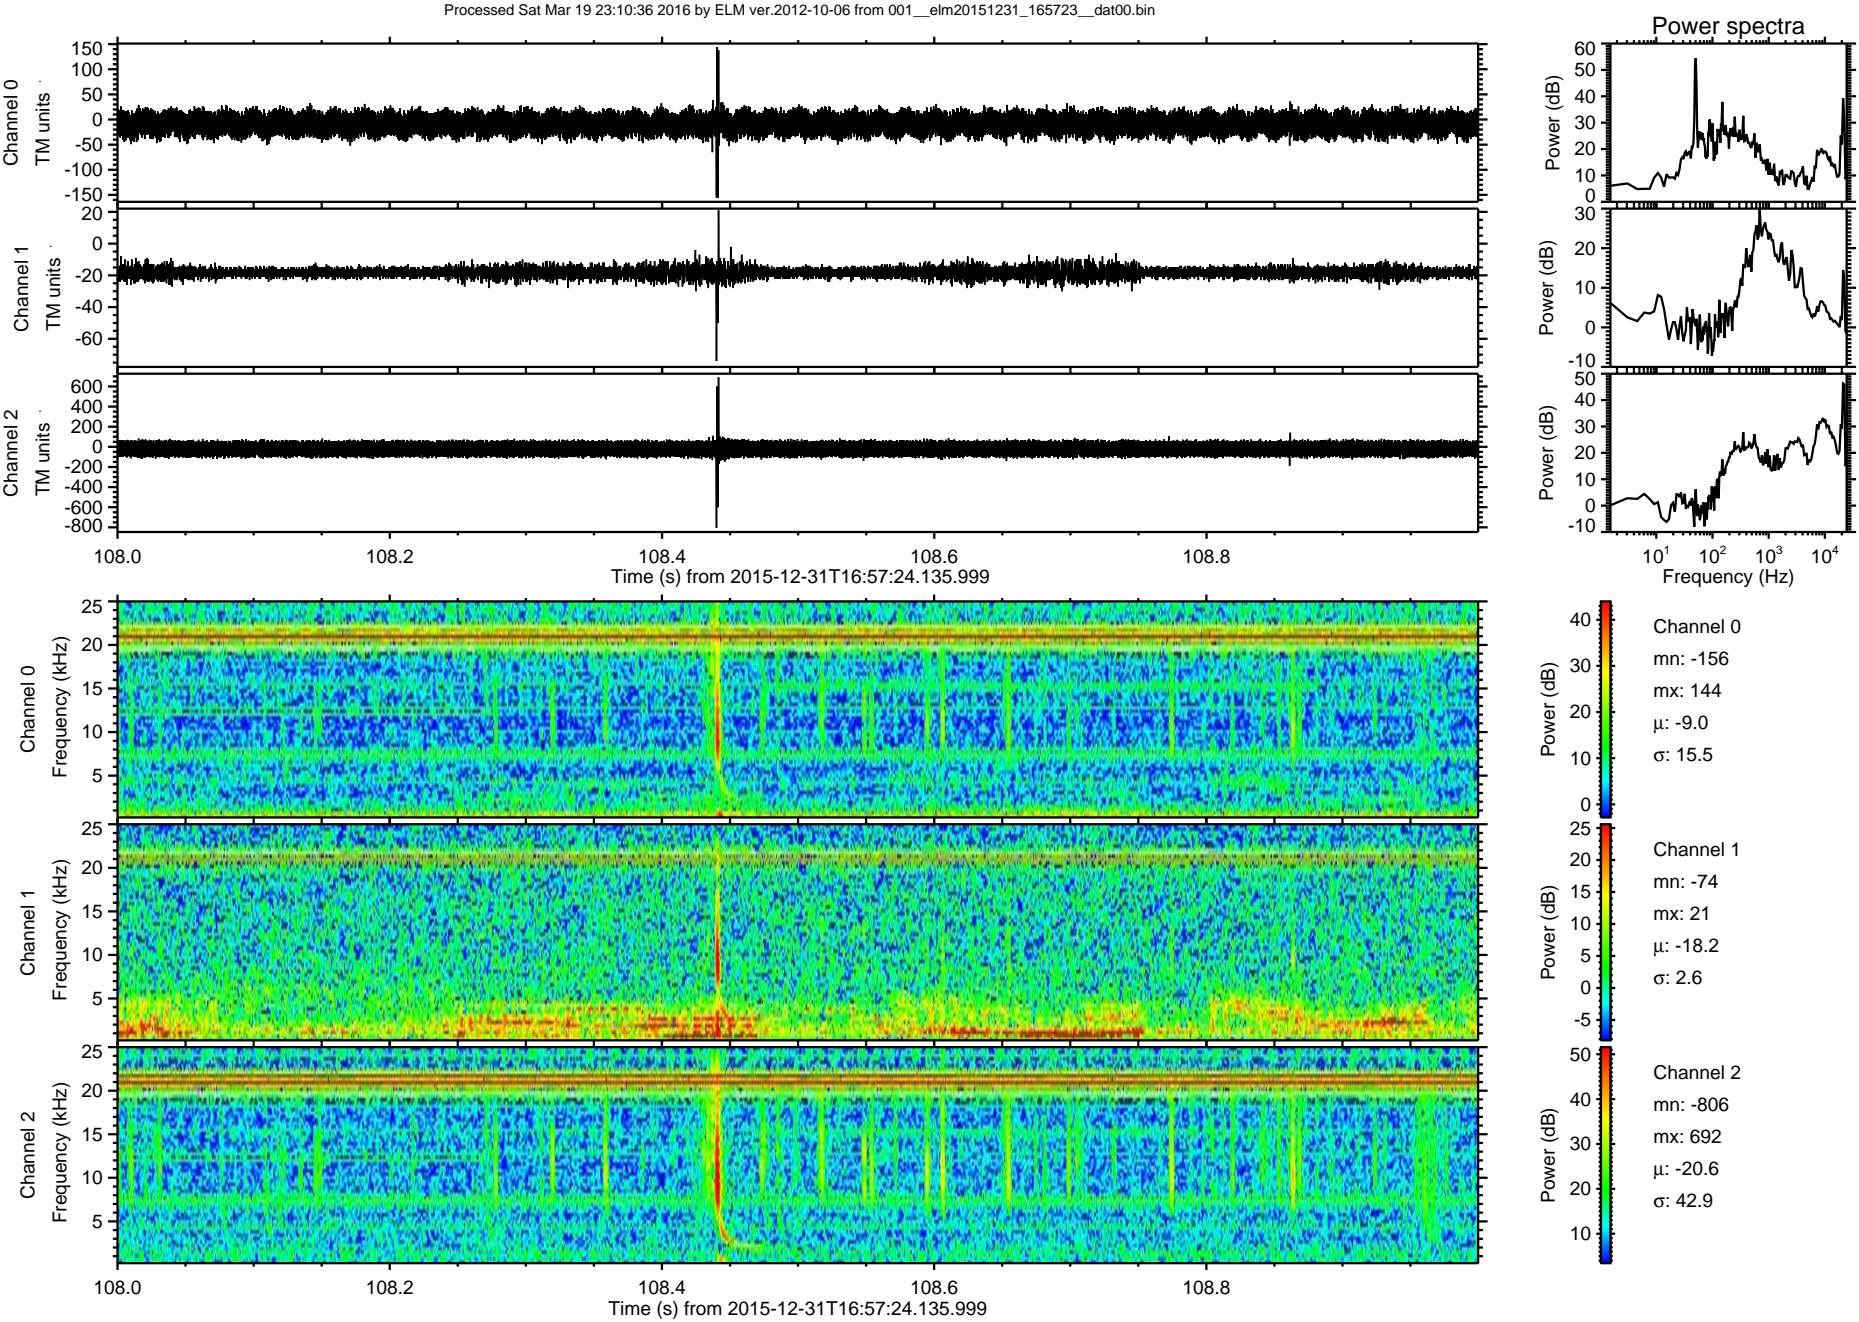 Processed Sat Mar 19 23:10:36 2016 by ELM ver.2012-10-06 from 001__elm20151231_165723__dat00.bin
Power spectra
Channel 0
TM units
150
100
50
0
-50
-100
-150
Power (dB)
60
50
40
30
20
10
0
Channel 1
TM units
20
0
-20
-40
-60
Power (dB)
30
20
10
0
-10
Channel 2
TM units
600
400
200
0
-200
-400
-600
-800
Power (dB)
50
40
30
20
10
0
-10
108.0 108.2 108.4 108.6 108.8
Time (s) from 2015-12-31T16:57:24.135.999
10¹ 10² 10³ 10⁴
Frequency (Hz)
Channel 0
Frequency (kHz)
25
20
15
10
5
Power (dB)
40
30
20
10
0
Channel 0
mn: -156
mx: 144
μ: -9.0
σ: 15.5
Channel 1
Frequency (kHz)
25
20
15
10
5
Power (dB)
25
20
15
10
5
0
-5
Channel 1
mn: -74
mx: 21
μ: -18.2
σ: 2.6
Channel 2
Frequency (kHz)
25
20
15
10
5
Power (dB)
50
40
30
20
10
Channel 2
mn: -806
mx: 692
μ: -20.6
σ: 42.9
108.0 108.2 108.4 108.6 108.8
Time (s) from 2015-12-31T16:57:24.135.999